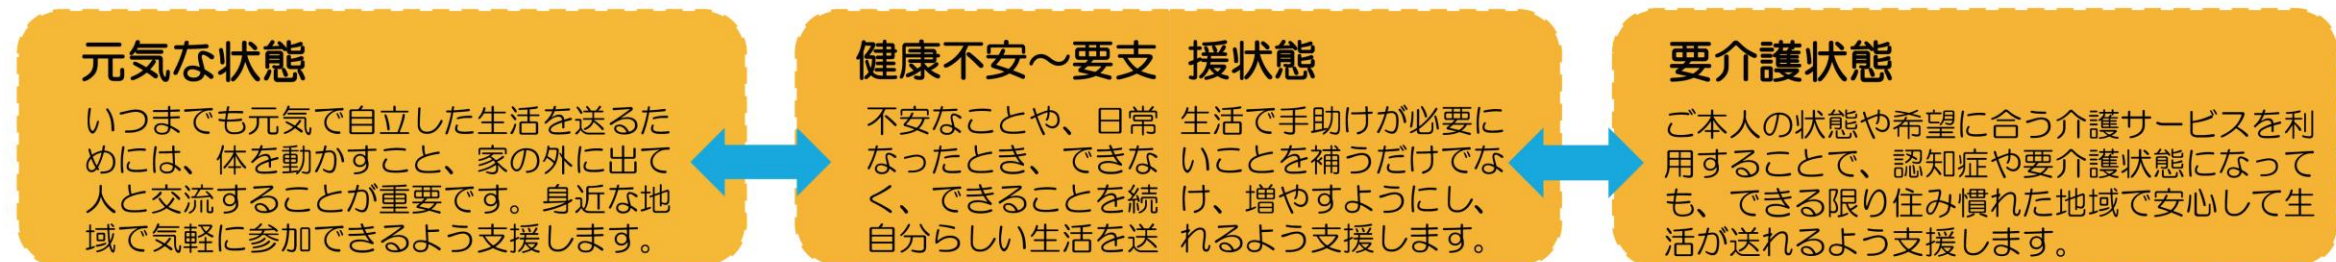 元気な状態
いつまでも元気で自立した生活を送るた
めには、体を動かすこと、家の外に出て
人と交流することが重要です。身近な地
域で気軽に参加できるよう支援します。
健康不安～要支 援状態
不安なことや、日常 生活で手助けが必要に
なったとき、できな いことを補うだけでな
く、できることを続 け、増やすようにし、
自分らしい生活を送 れるよう支援します。
要介護状態
ご本人の状態や希望に合う介護サービスを利
用することで、認知症や要介護状態になって
も、できる限り住み慣れた地域で安心して生
活が送れるよう支援します。